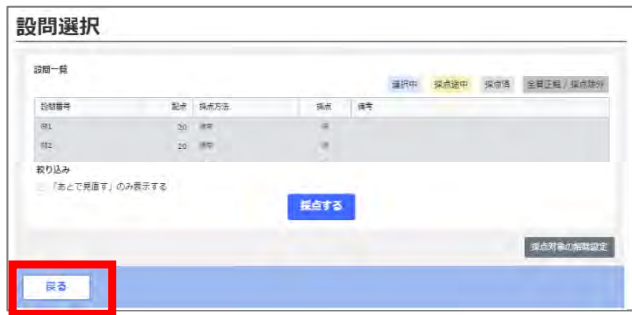 設問選択
設問一覧
選択中 採点途中 採点済 全員正解/採点除外
設問番号 配点 採点方法 採点 備考
問1 20
問2 20
絞り込み
「あとで見直す」のみ表示する
採点する
採点対象の解除設定
戻る